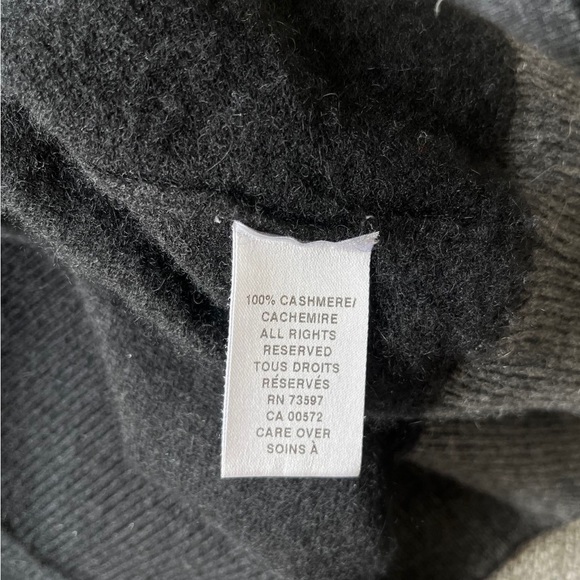 100% CASHMERE/
CACHEMIRE
ALL RIGHTS
RESERVED
TOUS DROITS
RÉSERVÉS
RN 73597
CA 00572
CARE OVER
SOINS À